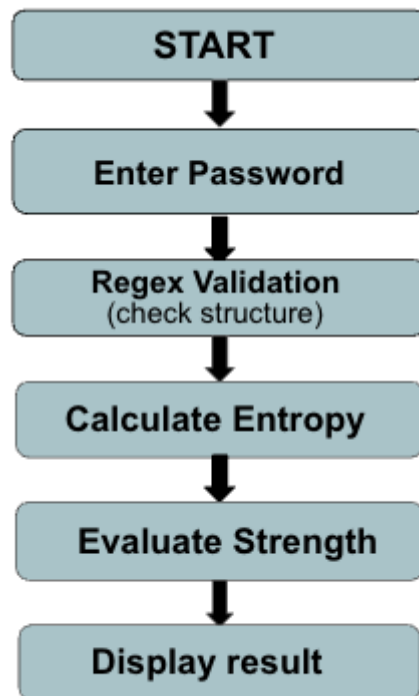 START
Enter Password
Regex Validation
(check structure)
Calculate Entropy
Evaluate Strength
Display result